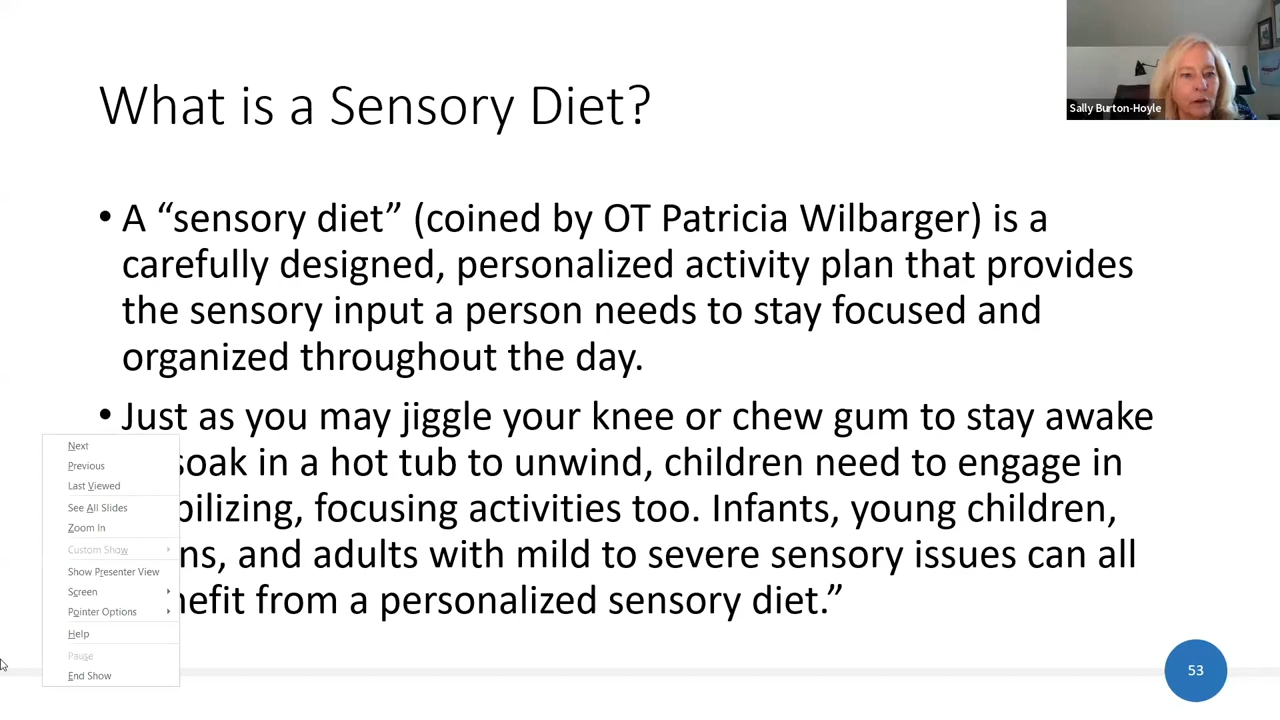 What is a Sensory Diet?
Sally Burton-Hoyle
• A “sensory diet” (coined by OT Patricia Wilbarger) is a
carefully designed, personalized activity plan that provides
the sensory input a person needs to stay focused and
organized throughout the day.
• Just as you may jiggle your knee or chew gum to stay awake
soak in a hot tub to unwind, children need to engage in
bilizing, focusing activities too. Infants, young children,
ns, and adults with mild to severe sensory issues can all
nefit from a personalized sensory diet.”
Next
Previous
Last Viewed
See All Slides
Zoom In
Custom Show
Show Presenter View
Screen
Pointer Options
Help
Pause
End Show
53